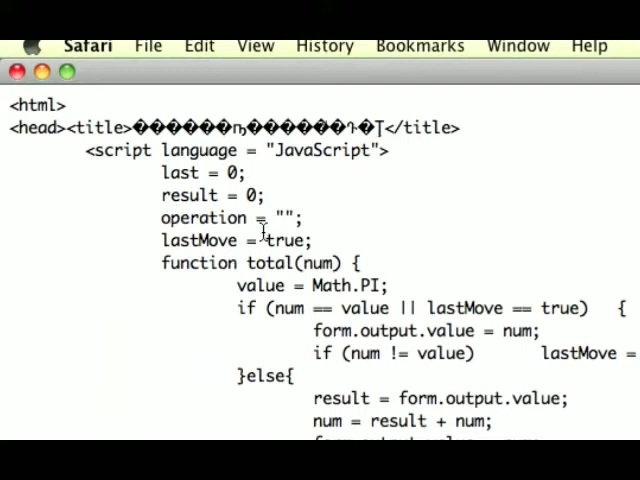 Safari File Edit View History Bookmarks Window Help
<html>
<head><title>������ҧ������ԴêÔ�Ʈ</title>
<script language = "JavaScript">
last = 0;
result = 0;
operation = "";
lastMove = true;
function total(num) {
value = Math.PI;
if (num == value || lastMove == true) {
form.output.value = num;
if (num != value) lastMove =
}else{
result = form.output.value;
num = result + num;